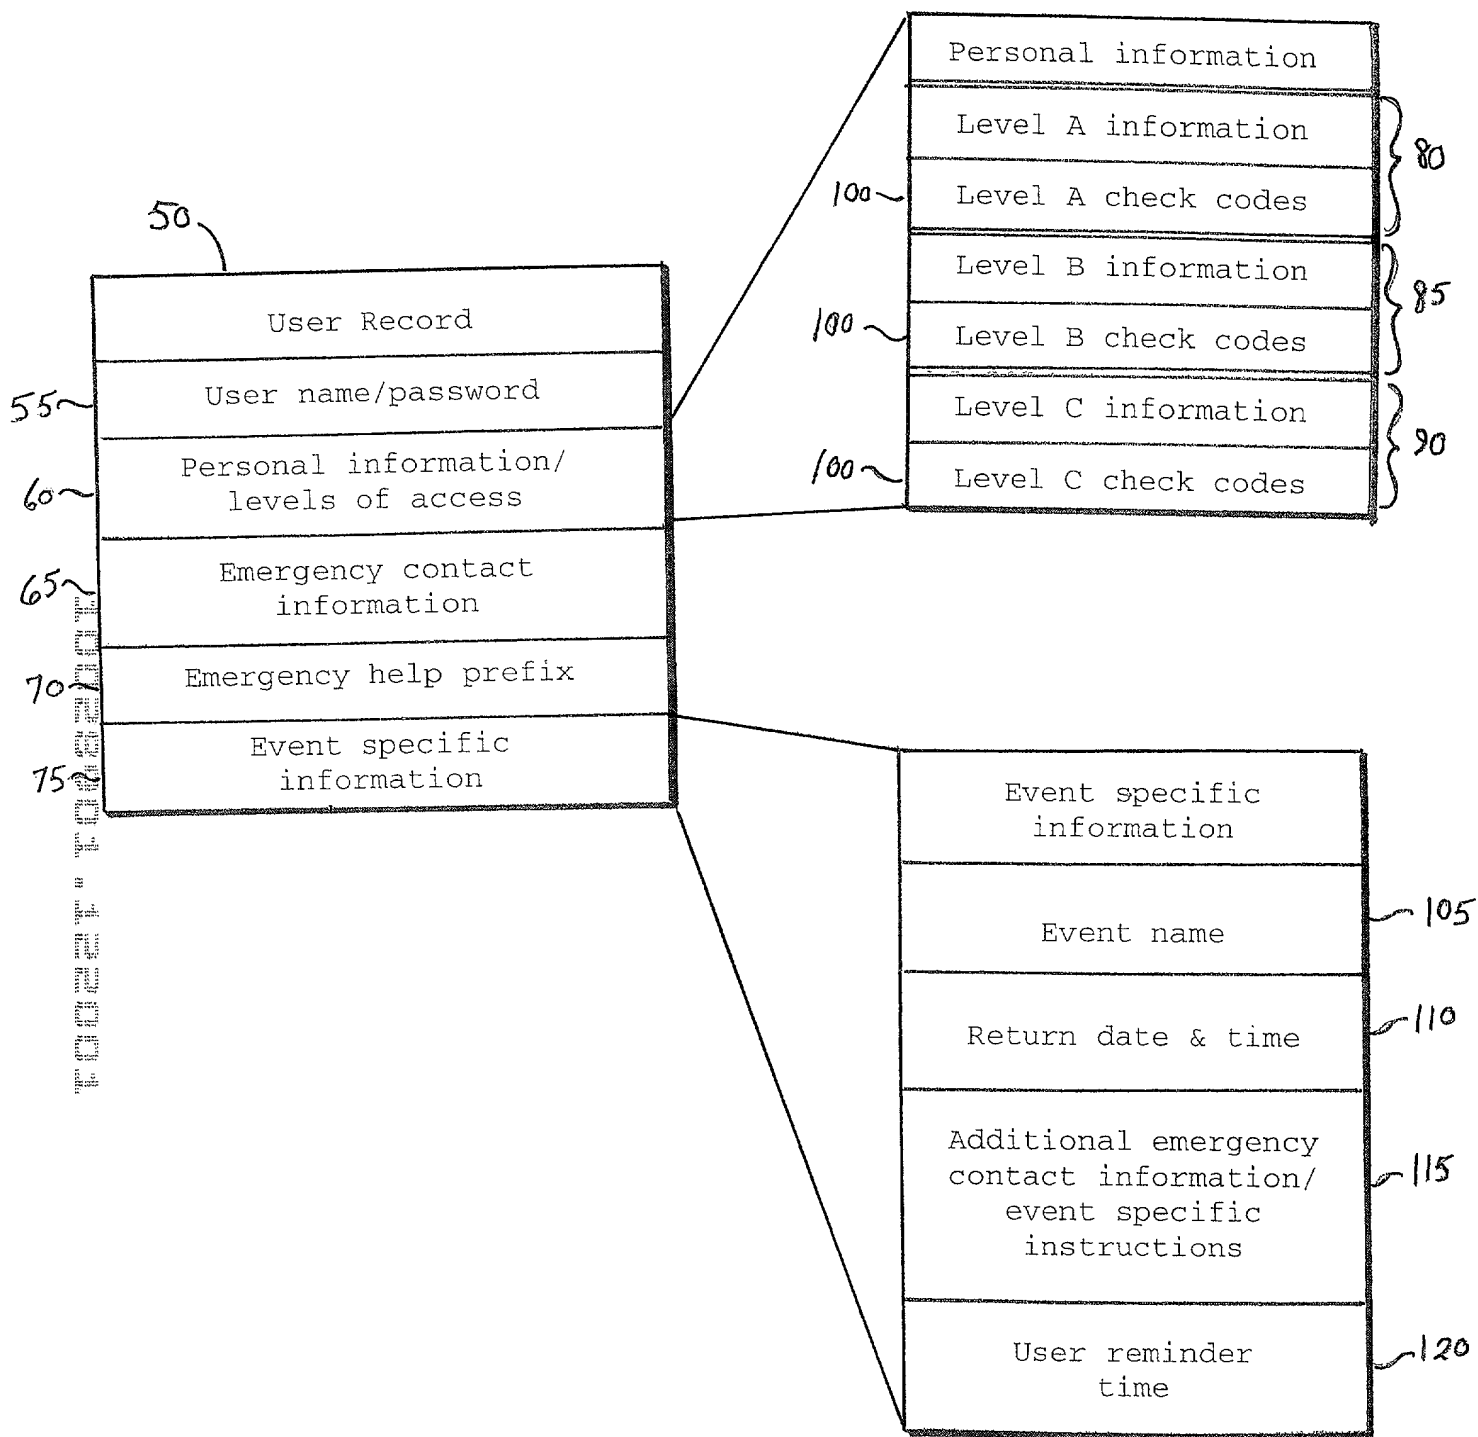 50
User Record
55
User name/password
60
Personal information/
levels of access
65
Emergency contact
information
70
Emergency help prefix
75
Event specific
information
Personal information
Level A information
80
100
Level A check codes
Level B information
85
100
Level B check codes
Level C information
90
100
Level C check codes
Event specific
information
105
Event name
110
Return date & time
Additional emergency
contact information/
event specific
instructions
115
User reminder
time
120